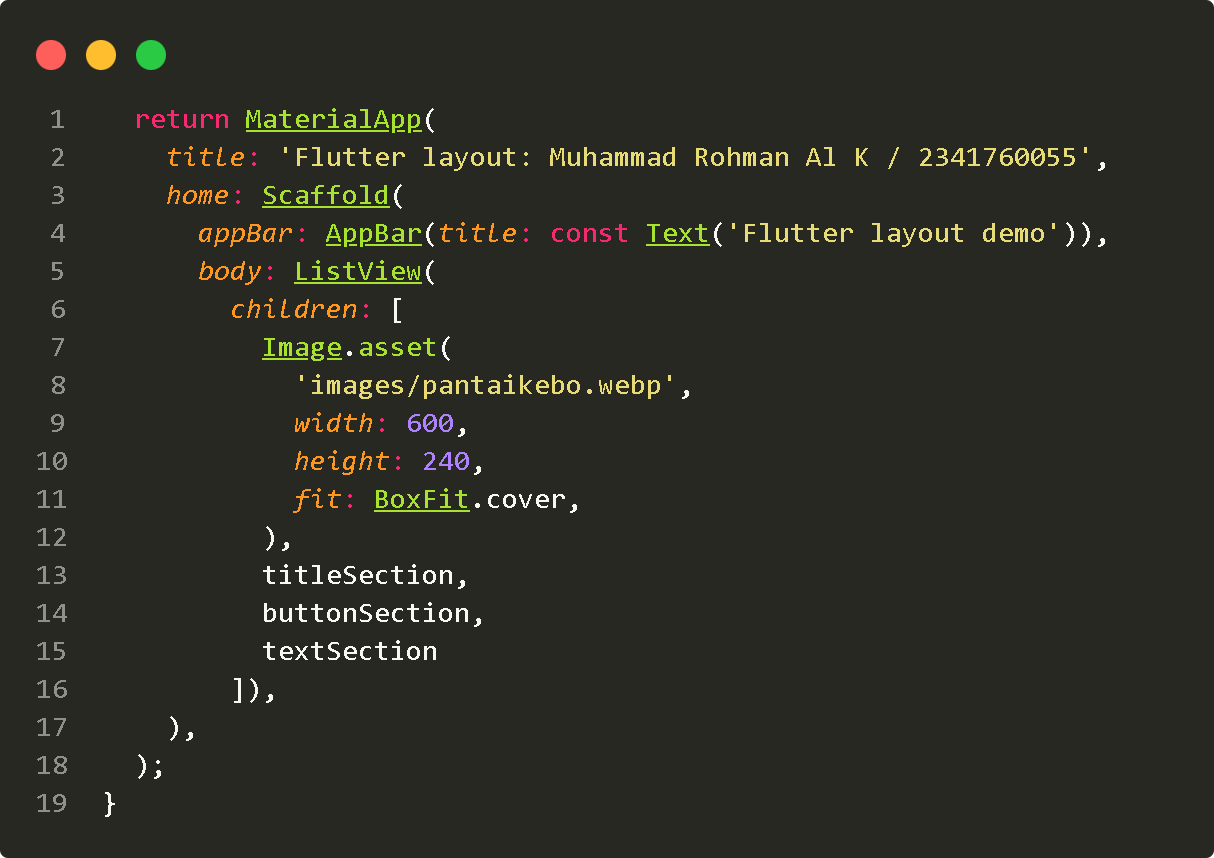 1 return MaterialApp(
2 title: 'Flutter layout: Muhammad Rohman Al K / 2341760055',
3 home: Scaffold(
4 appBar: AppBar(title: const Text('Flutter layout demo')),
5 body: ListView(
6 children: [
7 Image.asset(
8 'images/pantaikebo.webp',
9 width: 600,
10 height: 240,
11 fit: BoxFit.cover,
12 ),
13 titleSection,
14 buttonSection,
15 textSection
16 ]),
17 ),
18 );
19 }